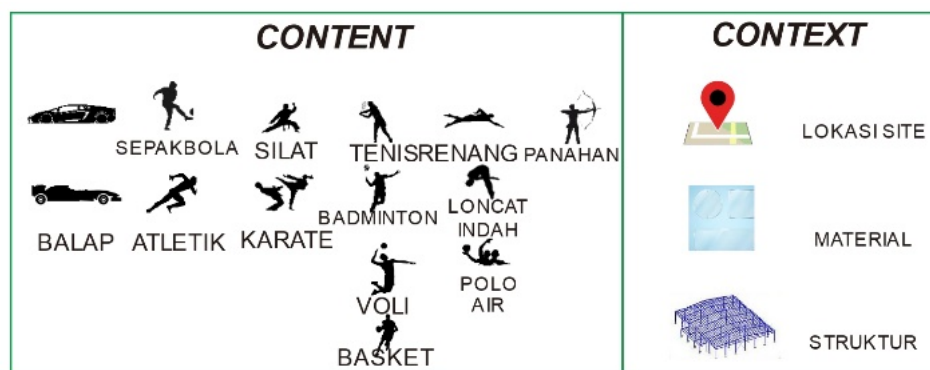 CONTENT
SEPAKBOLA
SILAT
TENIS
RENANG
PANAHAN
BALAP
ATLETIK
KARATE
BADMINTON
LONCAT
INDAH
VOLI
POLO
AIR
BASKET
CONTEXT
LOKASI SITE
MATERIAL
STRUKTUR